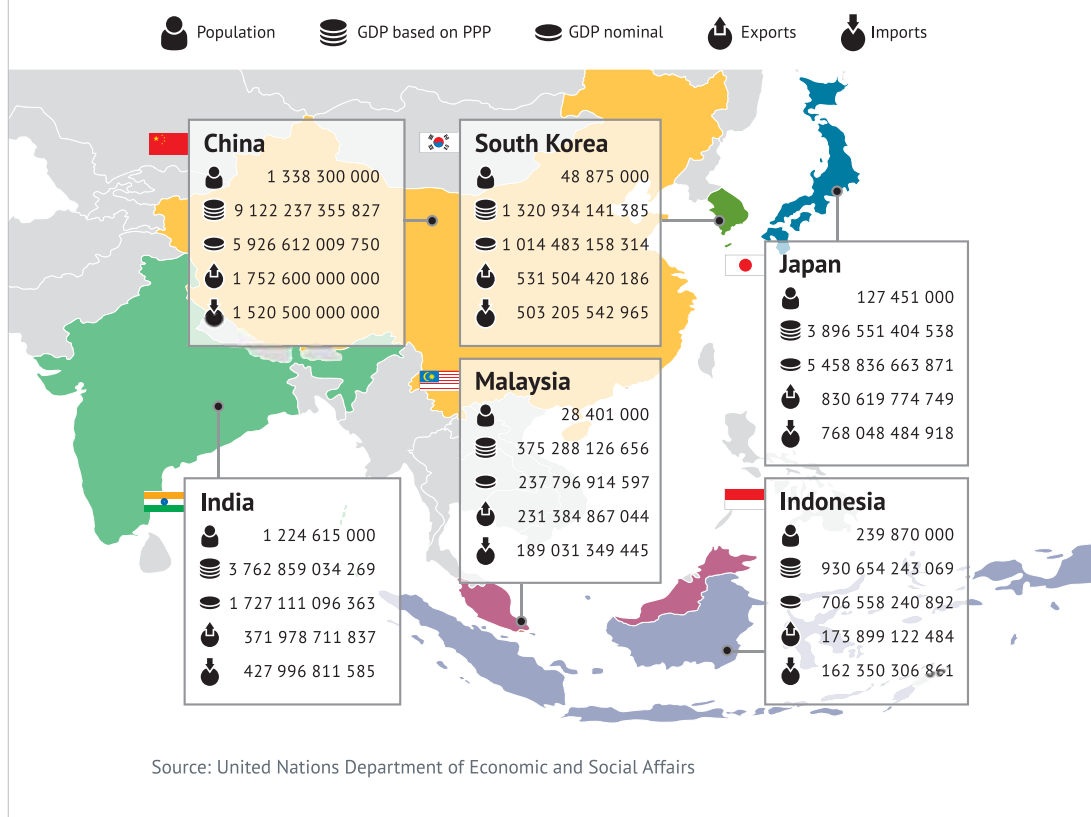 Population GDP based on PPP GDP nominal Exports Imports
China
1 338 300 000
9 122 237 355 827
5 926 612 009 750
1 752 600 000 000
1 520 500 000 000
South Korea
48 875 000
1 320 934 141 385
1 014 483 158 314
531 504 420 186
503 205 542 965
Japan
127 451 000
3 896 551 404 538
5 458 836 663 871
830 619 774 749
768 048 484 918
Malaysia
28 401 000
375 288 126 656
237 796 914 597
231 384 867 044
189 031 349 445
India
1 224 615 000
3 762 859 034 269
1 727 111 096 363
371 978 711 837
427 996 811 585
Indonesia
239 870 000
930 654 243 069
706 558 240 892
173 899 122 484
162 350 306 861
Source: United Nations Department of Economic and Social Affairs